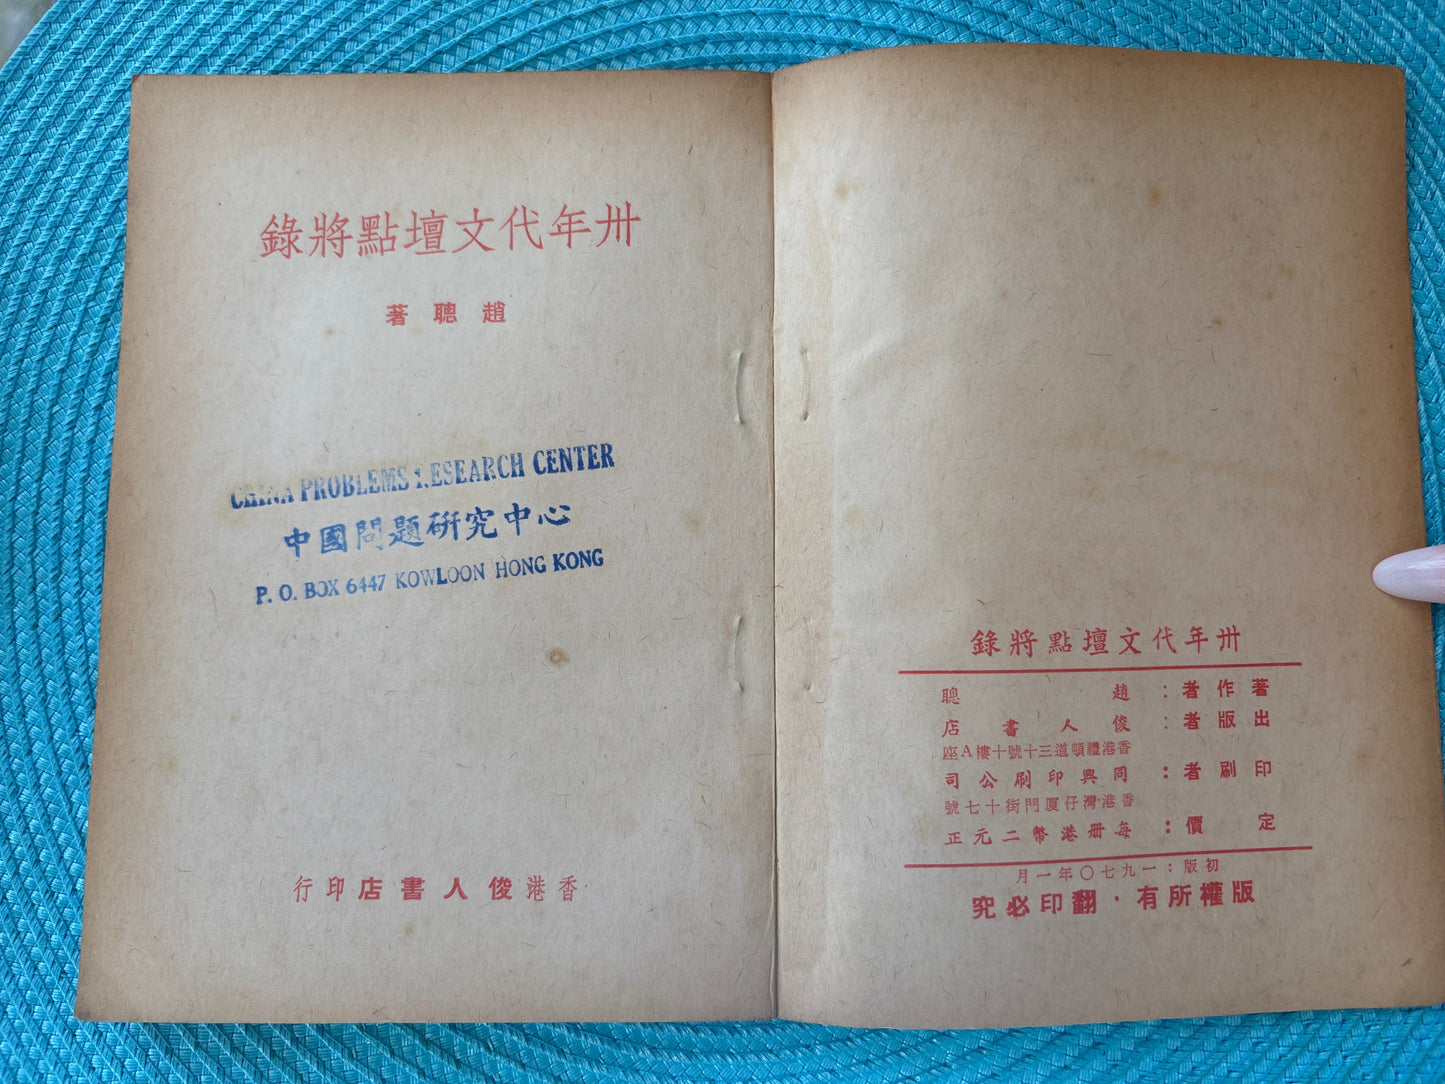 卅年代文壇點將錄
趙聰著
CHINA PROBLEMS RESEARCH CENTER
中國問題研究中心
P. O. BOX 6447 KOWLOON HONG KONG
香港俊人書店印行
卅年代文壇點將錄
著作者：趙聰
出版者：俊人書店
香港禮頓道三十號十樓A座
印刷者：同興印刷公司
香港灣仔廈門街十七號
定價：每册港幣二元正
初版：一九七〇年一月
版權所有·翻印必究